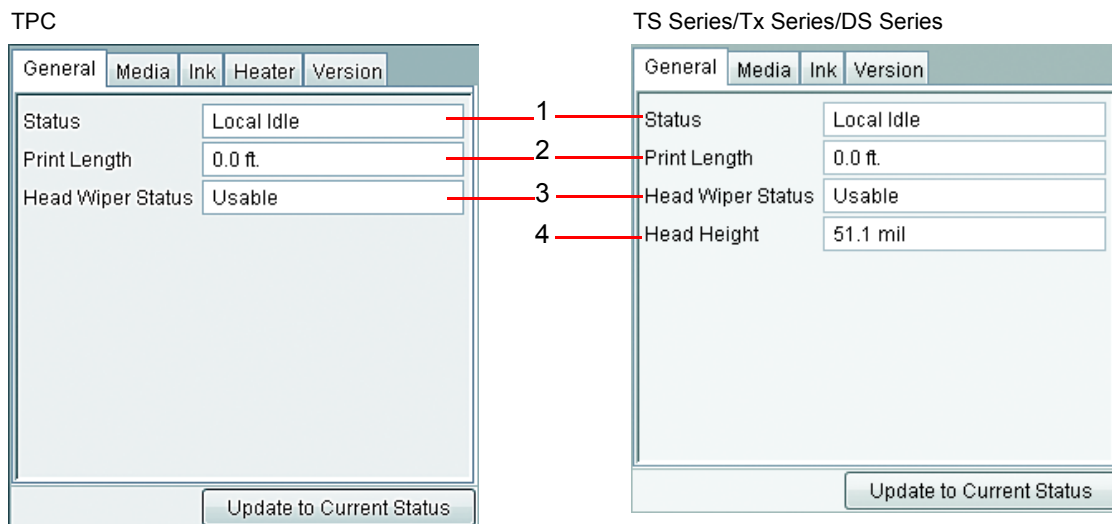 TPC
General Media Ink Heater Version
Status Local Idle
Print Length 0.0 ft.
Head Wiper Status Usable
Update to Current Status
1
2
3
4
TS Series/Tx Series/DS Series
General Media Ink Version
Status Local Idle
Print Length 0.0 ft.
Head Wiper Status Usable
Head Height 51.1 mil
Update to Current Status